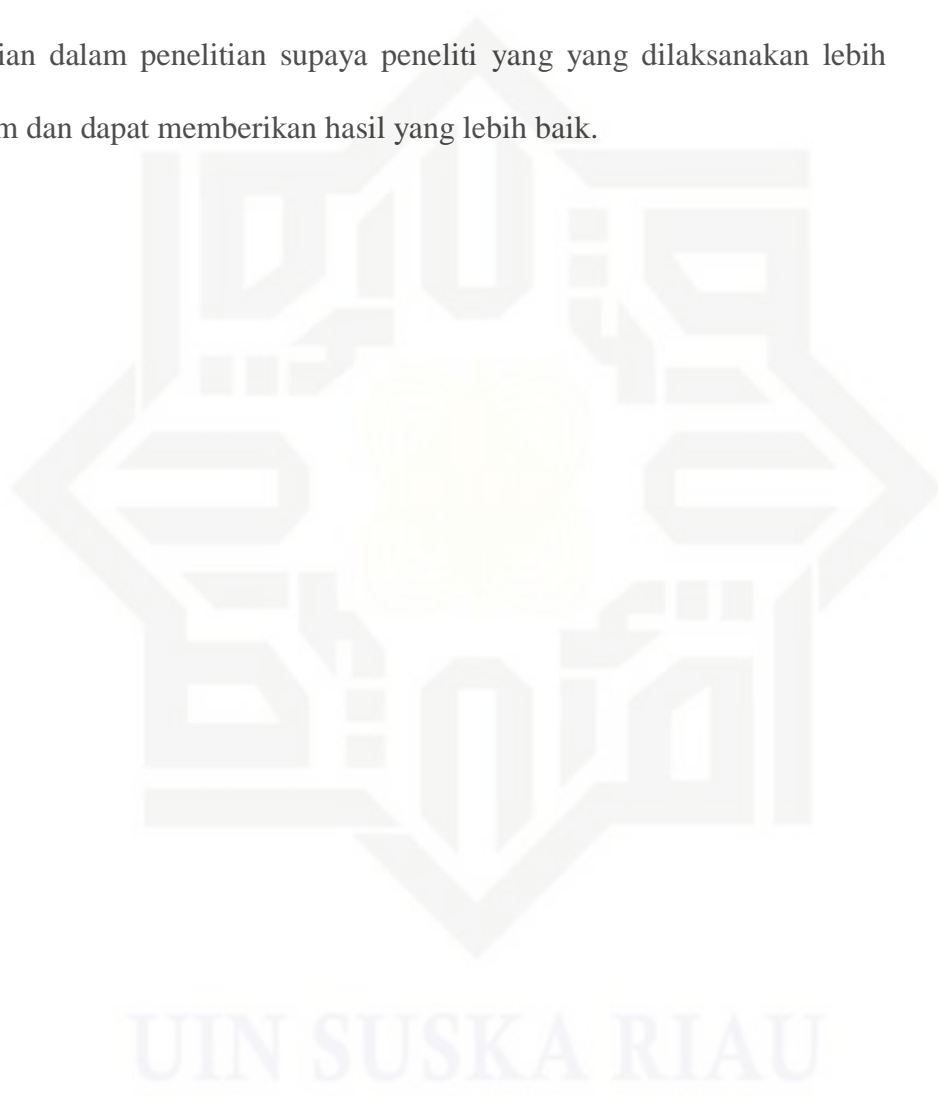 ian dalam penelitian supaya peneliti yang yang dilaksanakan lebih
m dan dapat memberikan hasil yang lebih baik.
UIN SUSKA RIAU